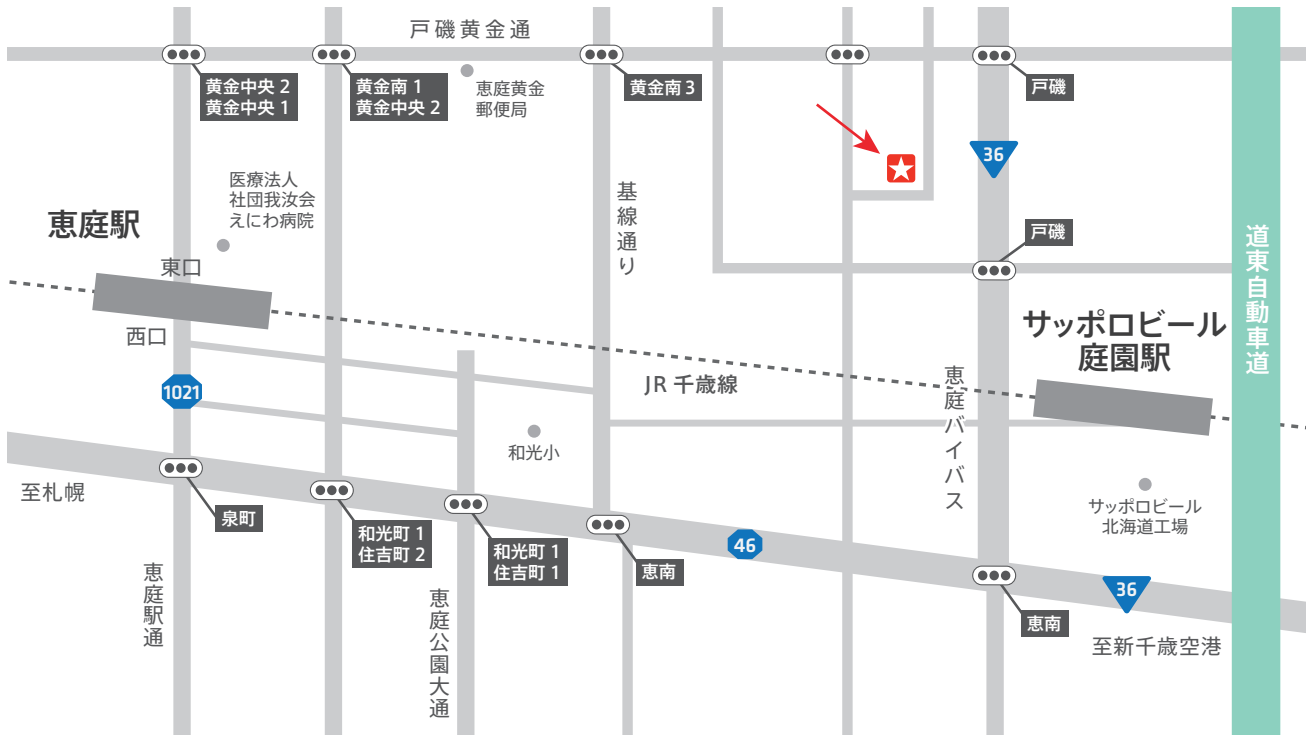 戸磯黄金通
黄金中央 2
黄金中央 1
黄金南 1
黄金中央 2
恵庭黄金
郵便局
黄金南 3
戸磯
36
医療法人
社団我汝会
えにわ病院
基線通り
恵庭駅
東口
戸磯
道東自動車道
サッポロビール
庭園駅
西口
JR 千歳線
1021
恵庭バイパス
和光小
至札幌
泉町
和光町 1
住吉町 2
和光町 1
住吉町 1
恵南
46
サッポロビール
北海道工場
36
恵南
至新千歳空港
恵庭駅通
恵庭公園大通